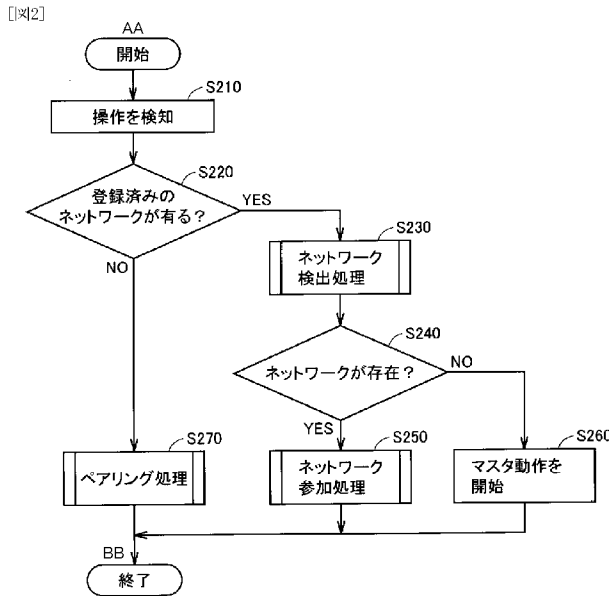 [図2]
AA
開始
S210
操作を検知
S220
登録済みの
ネットワークが有る？
YES
NO
S230
ネットワーク
検出処理
S240
ネットワークが存在？
NO
YES
S270
ペアリング処理
S250
ネットワーク
参加処理
S260
マスタ動作を
開始
BB
終了